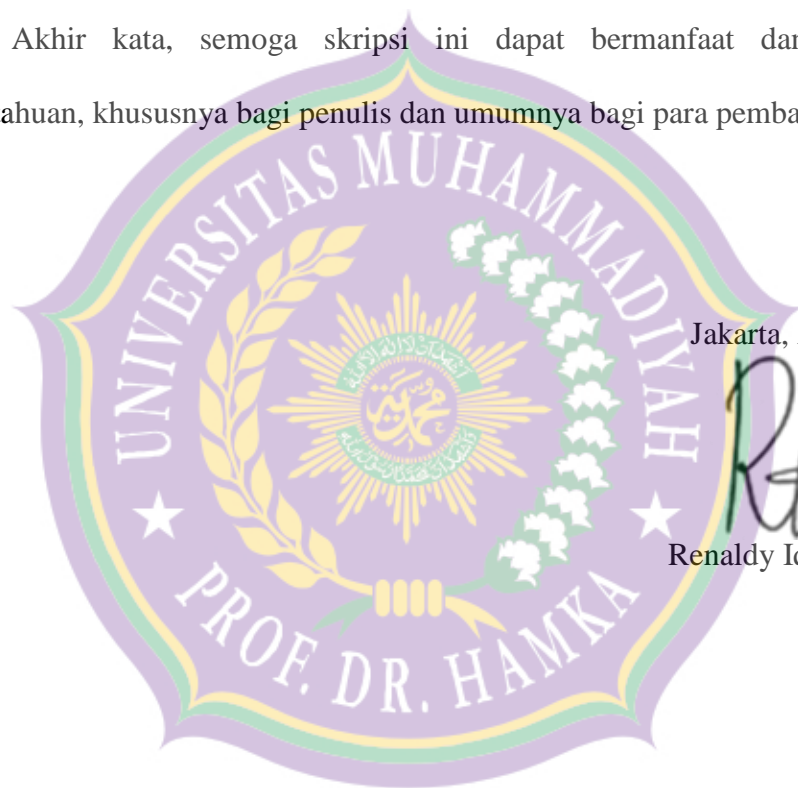 Akhir kata, semoga skripsi ini dapat bermanfaat dan
ahuan, khususnya bagi penulis dan umumnya bagi para pemba
UNIVERSITAS MUHAMMADIYAH
محمدية
Jakarta,
Renaldy
PROF. DR. HAMKA